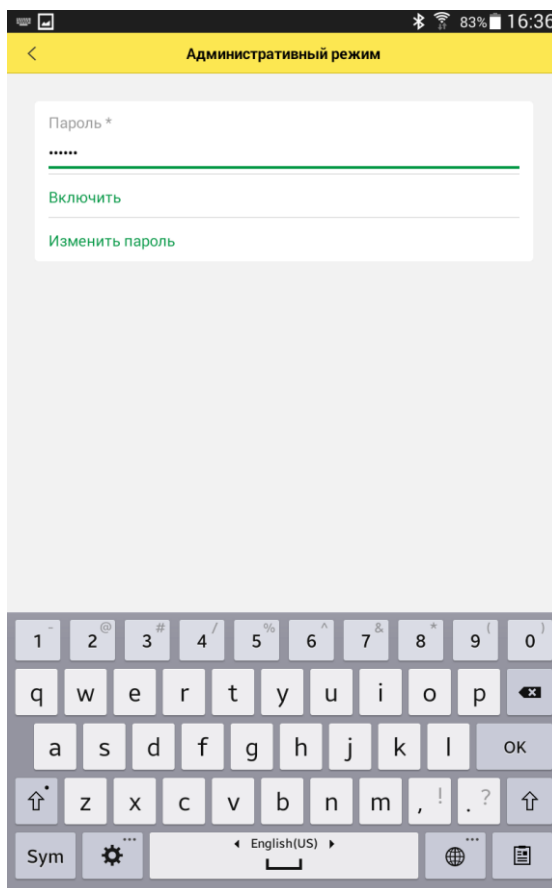 83% 16:36
Административный режим
Пароль *
••••••
Включить
Изменить пароль
- @ # / % ^ & * ( )
1 2 3 4 5 6 7 8 9 0
q w e r t y u i o p
a s d f g h j k l OK
z x c v b n m , ! . ?
Sym English(US)